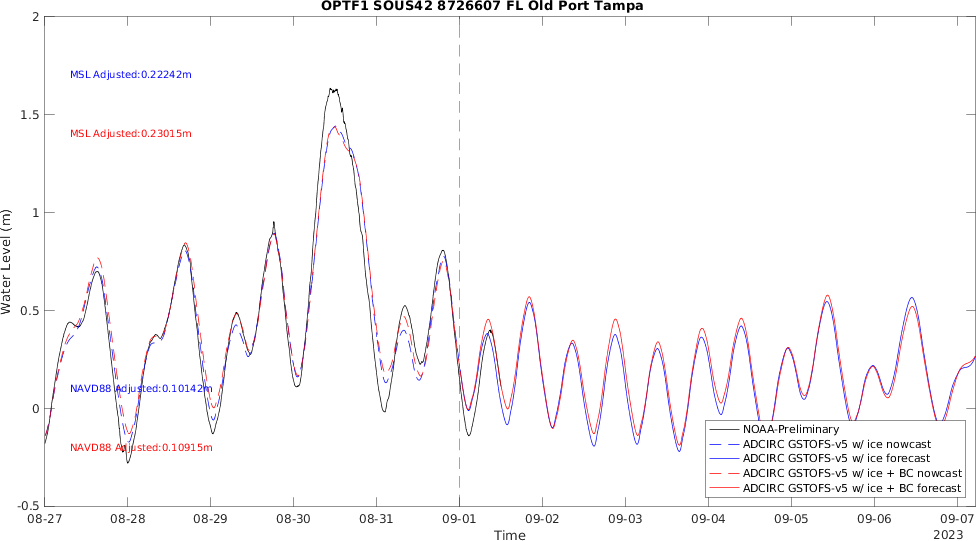 OPTF1 SOUS42 8726607 FL Old Port Tampa
2
1.5
1
0.5
0
-0.5
Water Level (m)
MSL Adjusted:0.22242m
MSL Adjusted:0.23015m
NAVD88 Adjusted:0.10142m
NAVD88 Adjusted:0.10915m
NOAA-Preliminary
ADCIRC GSTOFS-v5 w/ ice nowcast
ADCIRC GSTOFS-v5 w/ ice forecast
ADCIRC GSTOFS-v5 w/ ice + BC nowcast
ADCIRC GSTOFS-v5 w/ ice + BC forecast
08-27 08-28 08-29 08-30 08-31 09-01 09-02 09-03 09-04 09-05 09-06 09-07
Time
2023